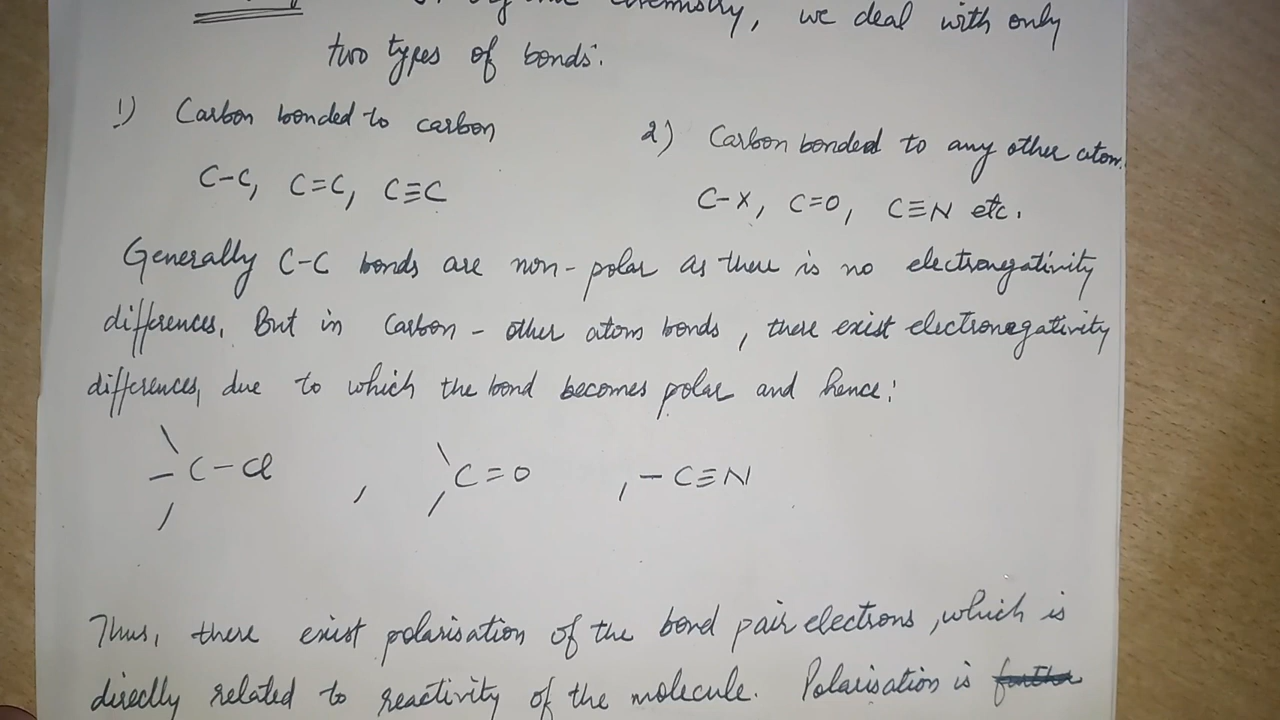 chemistry, we deal with only
two types of bonds:
1) Carbon bonded to carbon
2) Carbon bonded to any other atom.
C-C, C=C, C≡C
C-X, C=O, C≡N etc.
Generally C-C bonds are non-polar as there is no electronegativity
differences. But in Carbon - other atom bonds, there exist electronegativity
differences, due to which the bond becomes polar and hence:
-C-Cl , C=O , -C≡N
Thus, there exist polarisation of the bond pair electrons, which is
directly related to reactivity of the molecule. Polarisation is